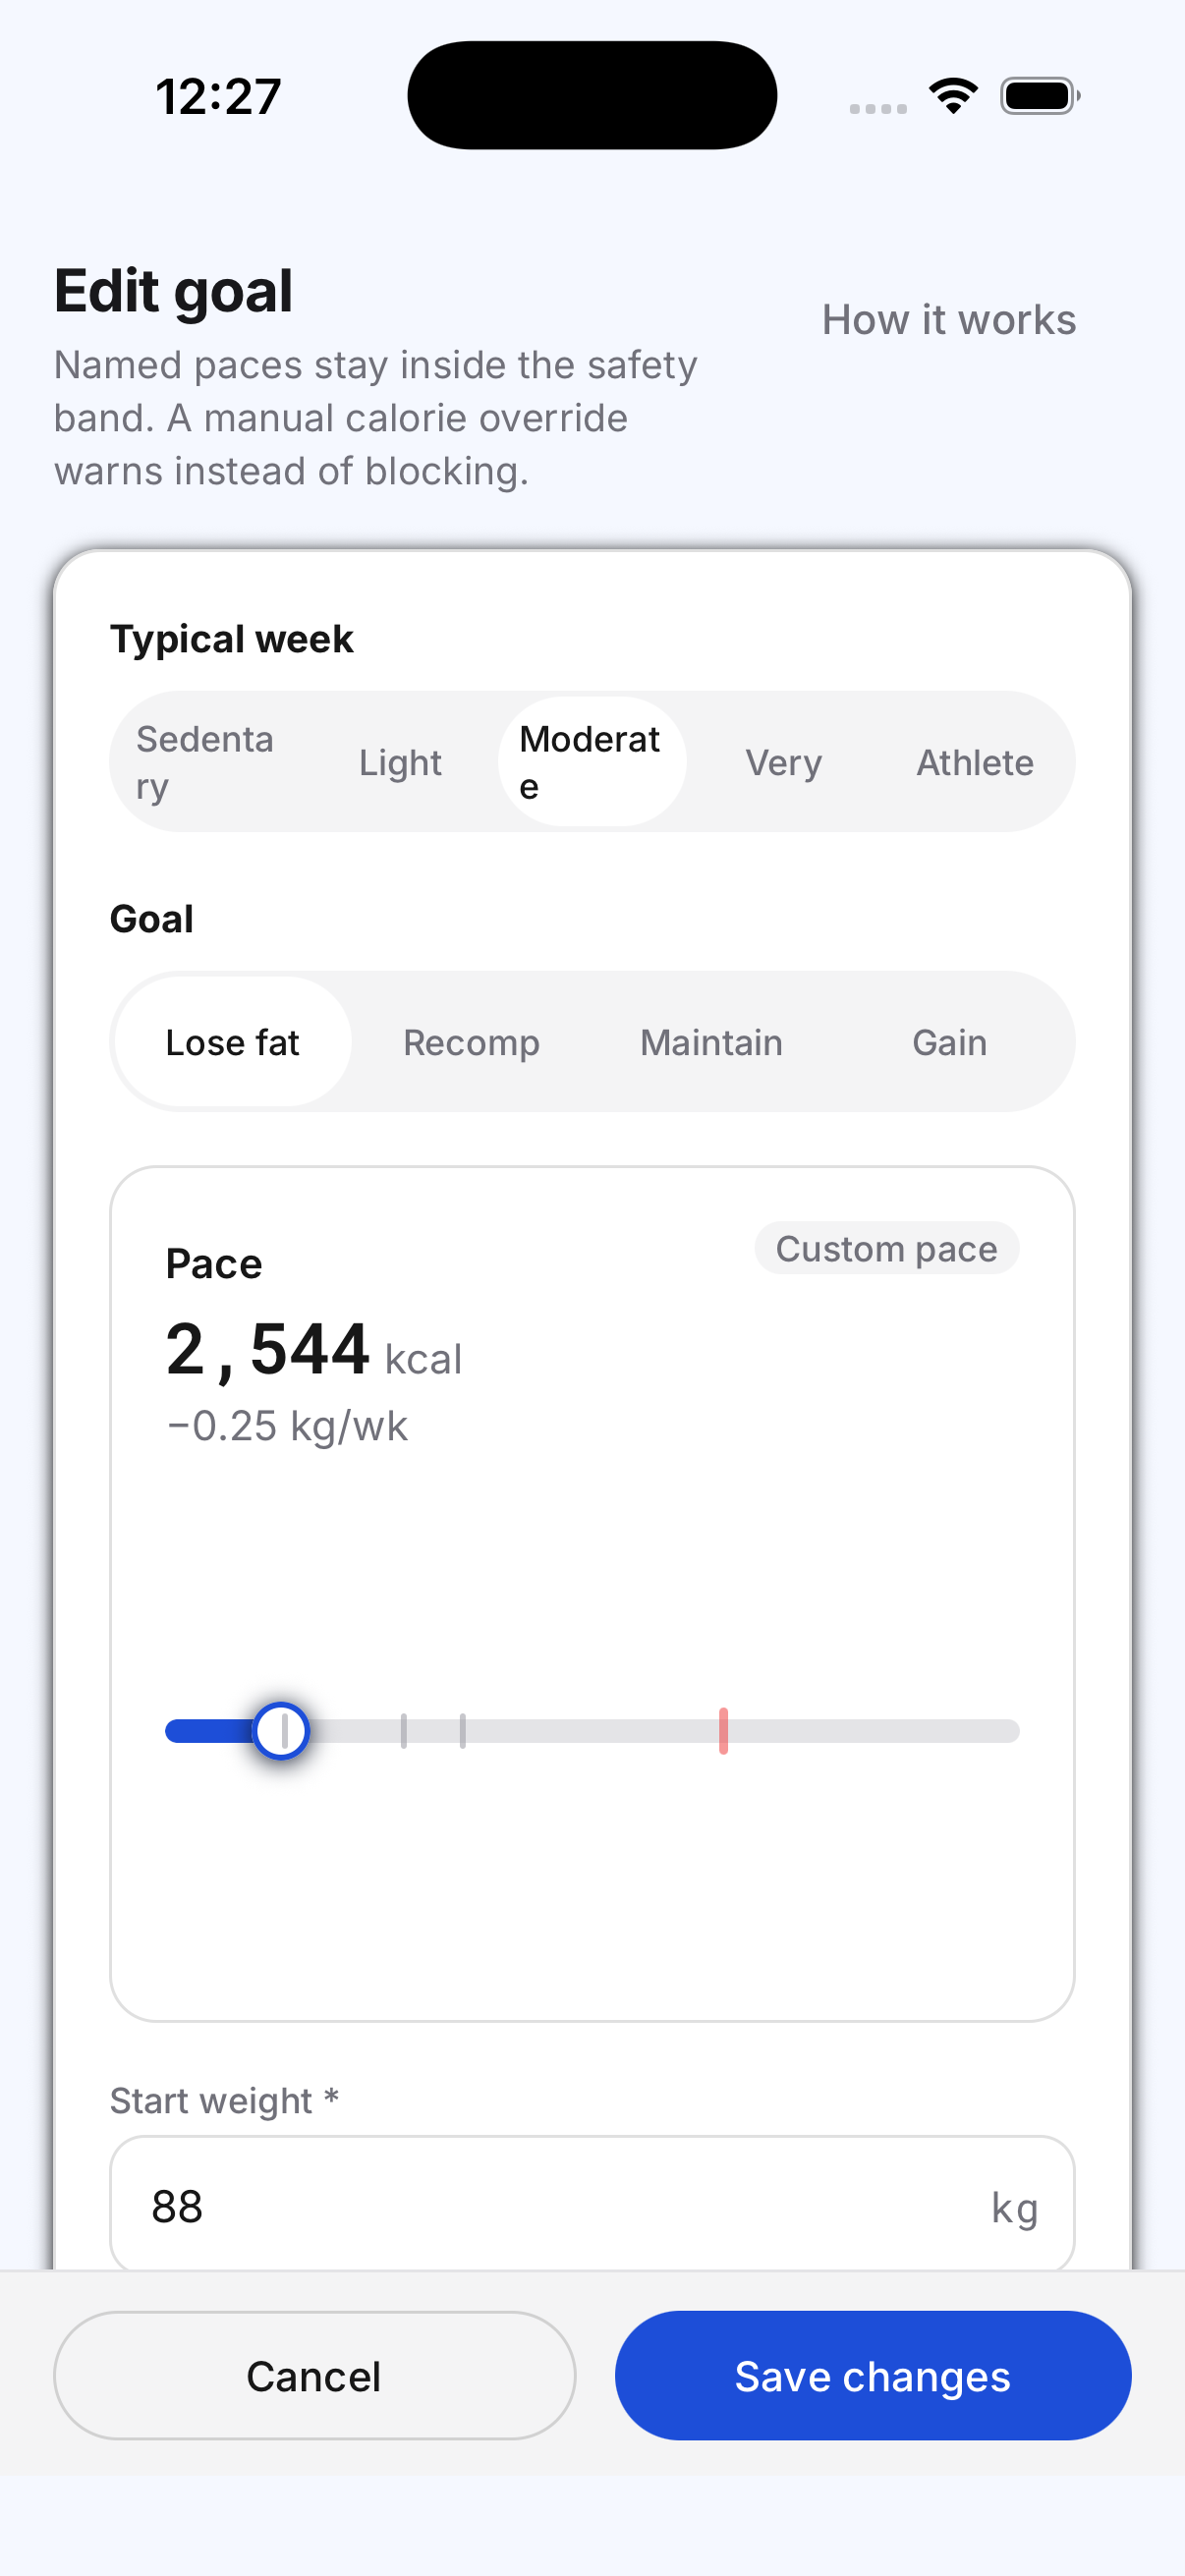 12:27
Edit goal
How it works
Named paces stay inside the safety
band. A manual calorie override
warns instead of blocking.
Typical week
Sedenta
ry
Light
Moderat
e
Very
Athlete
Goal
Lose fat
Recomp
Maintain
Gain
Pace
Custom pace
2,544 kcal
−0.25 kg/wk
Start weight *
88
kg
Cancel
Save changes